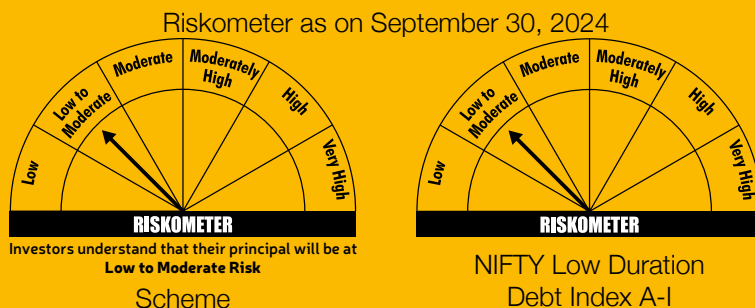 Riskometer as on September 30, 2024
Low
Low to
Moderate
Moderate
Moderately
High
High
Very High
RISKOMETER
Investors understand that their principal will be at
Low to Moderate Risk
Scheme
Low
Low to
Moderate
Moderate
Moderately
High
High
Very High
RISKOMETER
NIFTY Low Duration
Debt Index A-I